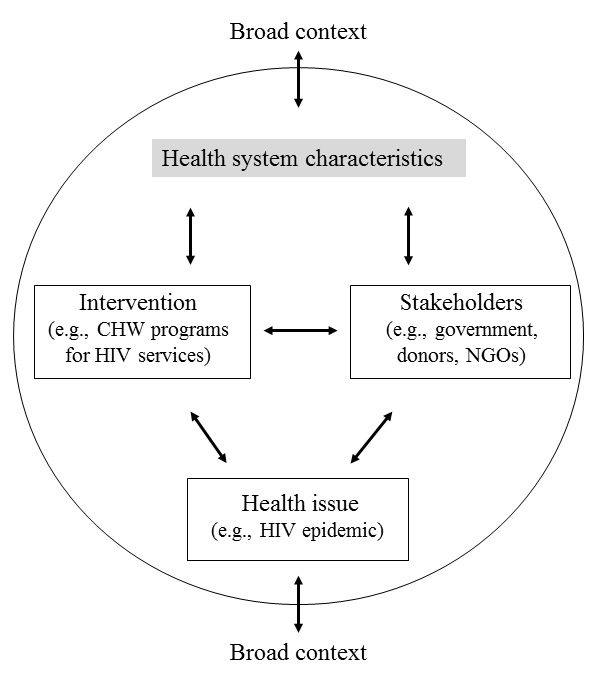 Broad context
Health system characteristics
Intervention
(e.g., CHW programs
for HIV services)
Stakeholders
(e.g., government,
donors, NGOs)
Health issue
(e.g., HIV epidemic)
Broad context